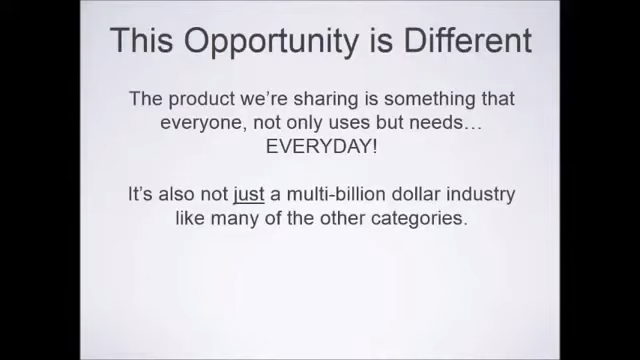 This Opportunity is Different
The product we're sharing is something that
everyone, not only uses but needs…
EVERYDAY!
It's also not just a multi-billion dollar industry
like many of the other categories.